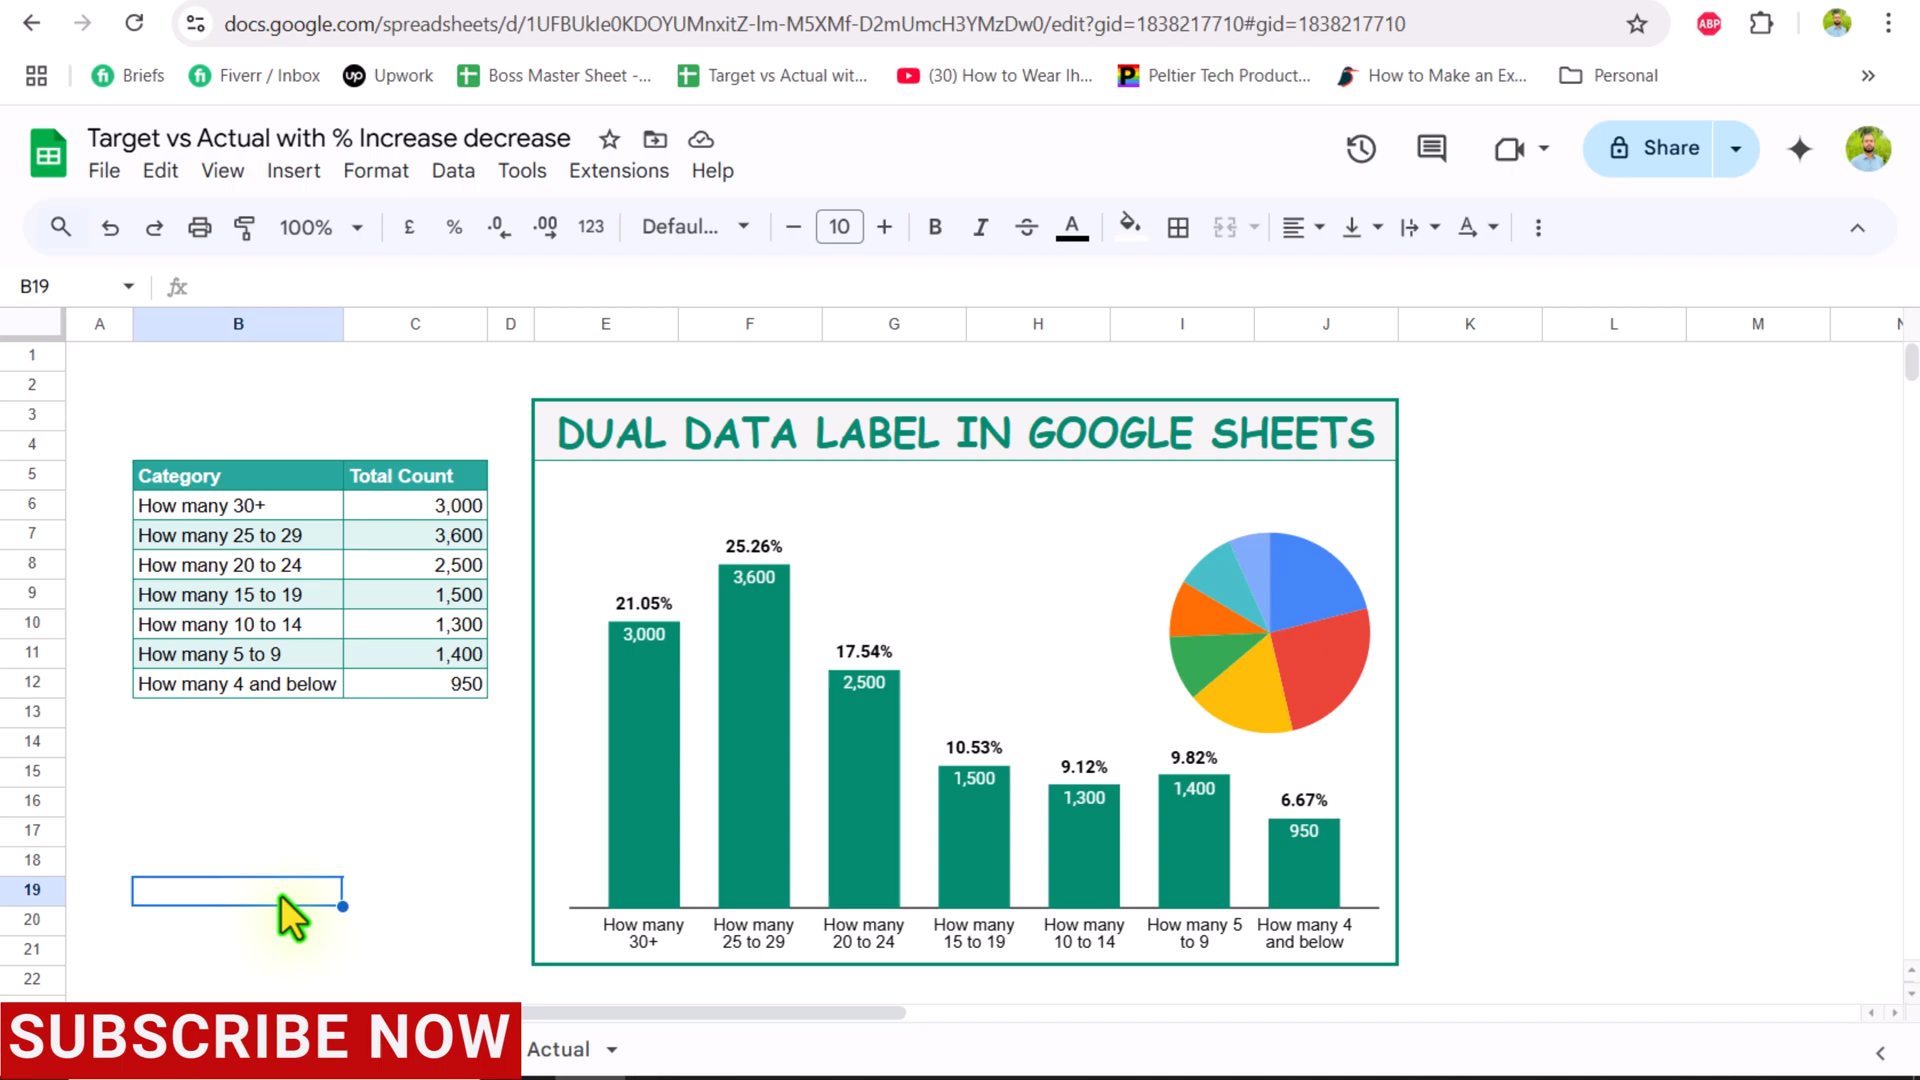 docs.google.com/spreadsheets/d/1UFBUkIe0KDOYUMnxitZ-lm-M5XMf-D2mUmcH3YMzDw0/edit?gid=1838217710#gid=1838217710
ABP
Briefs
Fiverr / Inbox
up Upwork
Boss Master Sheet -...
Target vs Actual wit...
(30) How to Wear Ih...
P Peltier Tech Product...
How to Make an Ex...
Personal
Target vs Actual with % Increase decrease
File Edit View Insert Format Data Tools Extensions Help
Share
100% £ % .0 .00 123 Defaul... 10 B I A
B19 fx
A B C D E F G H I J K L M N
1
2
3
4
5
6
7
8
9
10
11
12
13
14
15
16
17
18
19
20
21
22
Category Total Count
How many 30+ 3,000
How many 25 to 29 3,600
How many 20 to 24 2,500
How many 15 to 19 1,500
How many 10 to 14 1,300
How many 5 to 9 1,400
How many 4 and below 950
DUAL DATA LABEL IN GOOGLE SHEETS
21.05%
3,000
25.26%
3,600
17.54%
2,500
10.53%
1,500
9.12%
1,300
9.82%
1,400
6.67%
950
How many
30+
How many
25 to 29
How many
20 to 24
How many
15 to 19
How many
10 to 14
How many 5
to 9
How many 4
and below
SUBSCRIBE NOW
Actual